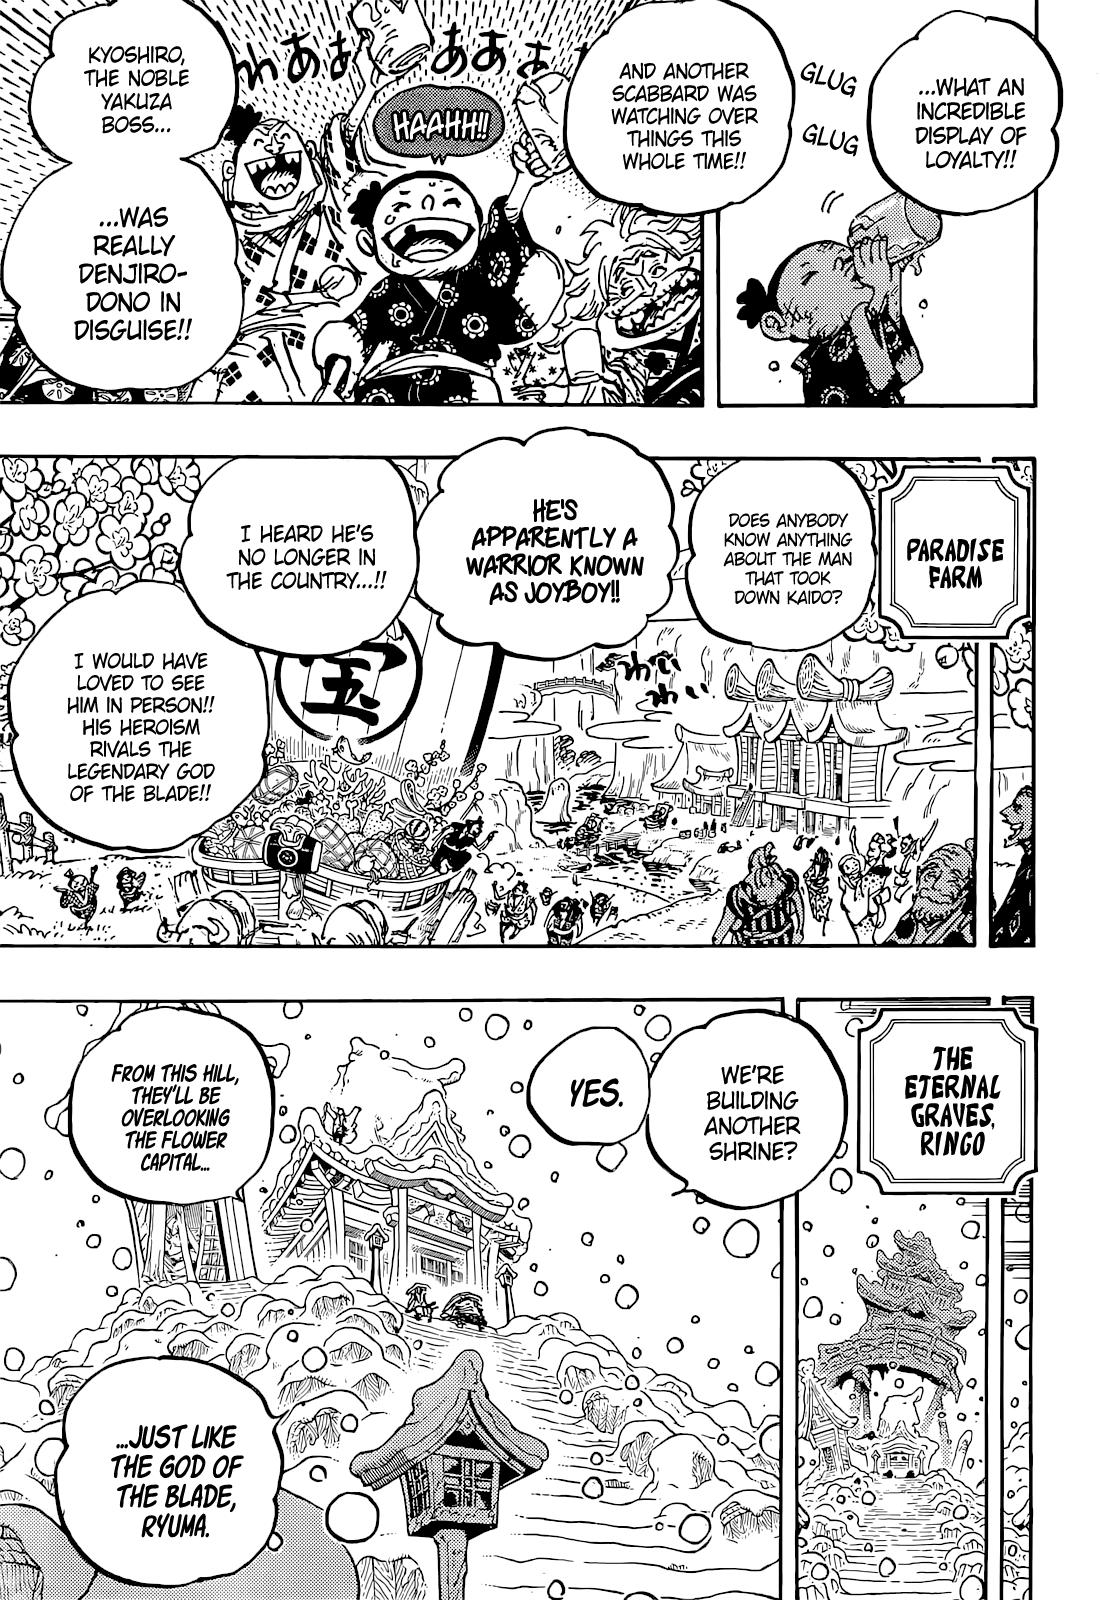 ...WHAT AN
INCREDIBLE
DISPLAY OF
LOYALTY!!
GLUG
GLUG
AND ANOTHER
SCABBARD WAS
WATCHING OVER
THINGS THIS
WHOLE TIME!!
HAAHH!!
KYOSHIRO,
THE NOBLE
YAKUZA
BOSS...
...WAS
REALLY
DENJIRO-
DONO IN
DISGUISE!!
PARADISE
FARM
DOES ANYBODY
KNOW ANYTHING
ABOUT THE MAN
THAT TOOK
DOWN KAIDO?
HE'S
APPARENTLY A
WARRIOR KNOWN
AS JOYBOY!!
I HEARD HE'S
NO LONGER IN
THE COUNTRY...!!
I WOULD HAVE
LOVED TO SEE
HIM IN PERSON!!
HIS HEROISM
RIVALS THE
LEGENDARY GOD
OF THE BLADE!!
宝
わい
わい
THE
ETERNAL
GRAVES,
RINGO
WE'RE
BUILDING
ANOTHER
SHRINE?
YES.
FROM THIS HILL,
THEY'LL BE
OVERLOOKING
THE FLOWER
CAPITAL...
...JUST LIKE
THE GOD OF
THE BLADE,
RYUMA.